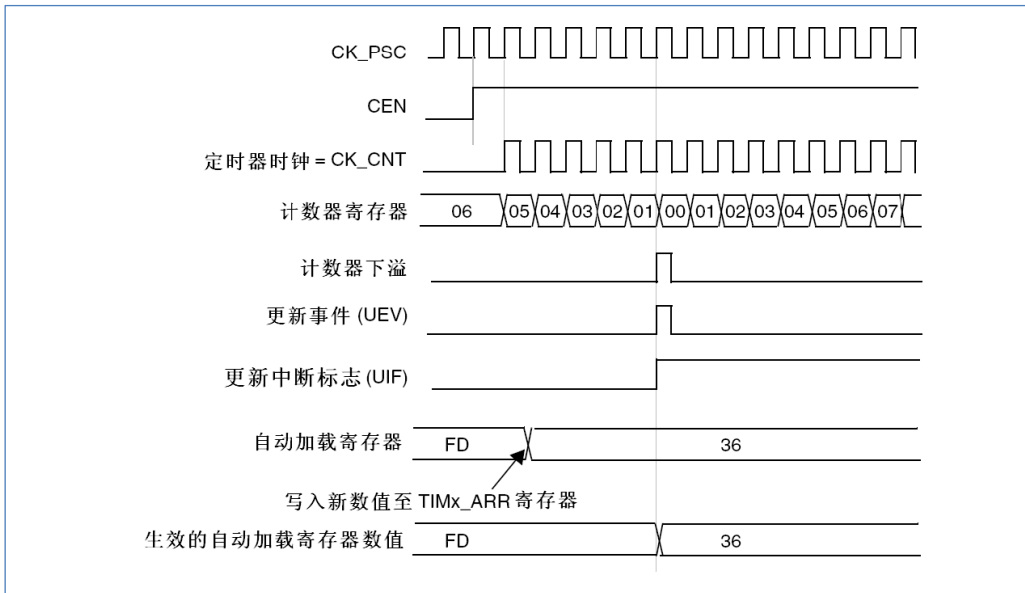 CK_PSC
CEN
定时器时钟 = CK_CNT
计数器寄存器 06 05 04 03 02 01 00 01 02 03 04 05 06 07
计数器下溢
更新事件 (UEV)
更新中断标志 (UIF)
自动加载寄存器 FD 36
写入新数值至 TIMx_ARR 寄存器
生效的自动加载寄存器数值 FD 36